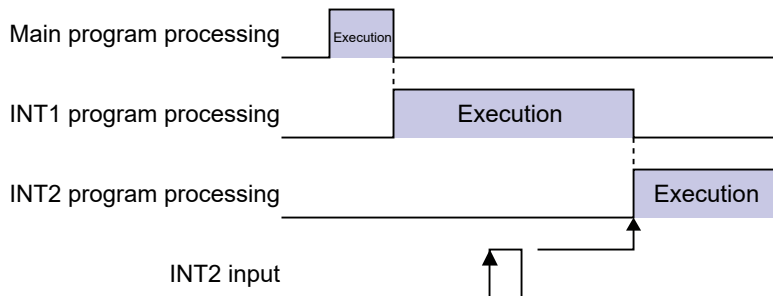 Main program processing
Execution
INT1 program processing
Execution
INT2 program processing
Execution
INT2 input